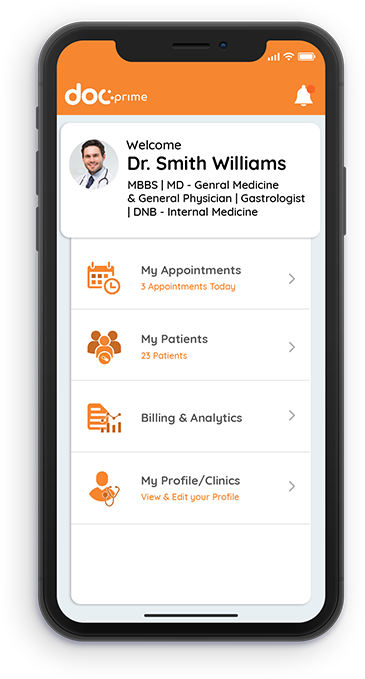 doc prime
Welcome
Dr. Smith Williams
MBBS | MD - Genral Medicine
& General Physician | Gastrologist
| DNB - Internal Medicine
My Appointments
3 Appointments Today
My Patients
23 Patients
Billing & Analytics
My Profile/Clinics
View & Edit your Profile